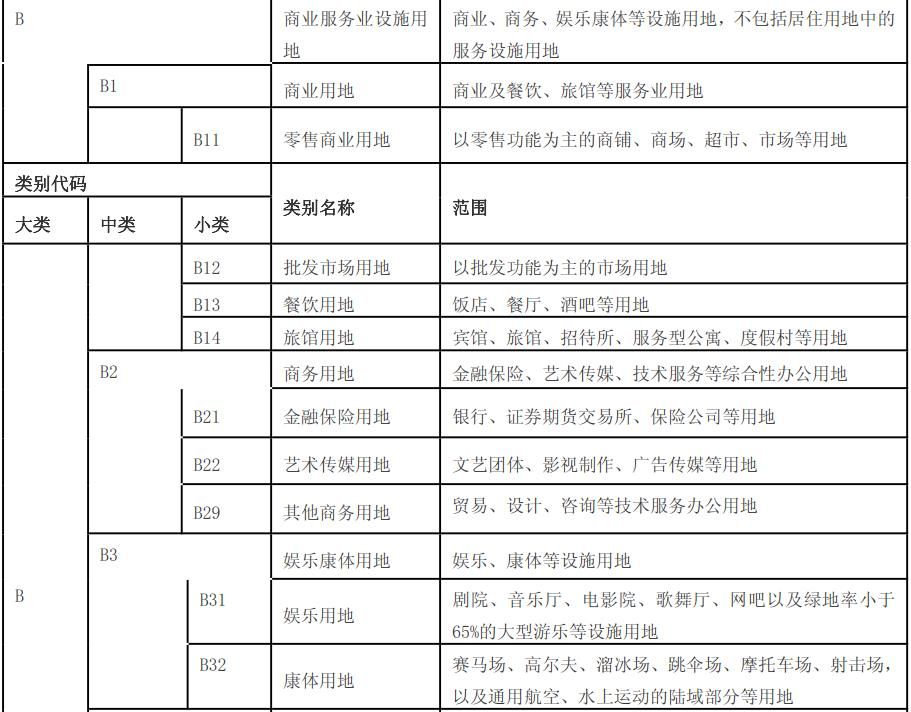 B 商业服务业设施用地 商业、商务、娱乐康体等设施用地，不包括居住用地中的服务设施用地
B1 商业用地 商业及餐饮、旅馆等服务业用地
B11 零售商业用地 以零售功能为主的商铺、商场、超市、市场等用地
类别代码 类别名称 范围
大类 中类 小类
B12 批发市场用地 以批发功能为主的市场用地
B13 餐饮用地 饭店、餐厅、酒吧等用地
B14 旅馆用地 宾馆、旅馆、招待所、服务型公寓、度假村等用地
B2 商务用地 金融保险、艺术传媒、技术服务等综合性办公用地
B21 金融保险用地 银行、证券期货交易所、保险公司等用地
B22 艺术传媒用地 文艺团体、影视制作、广告传媒等用地
B29 其他商务用地 贸易、设计、咨询等技术服务办公用地
B3 娱乐康体用地 娱乐、康体等设施用地
B B31 娱乐用地 剧院、音乐厅、电影院、歌舞厅、网吧以及绿地率小于65%的大型游乐等设施用地
B32 康体用地 赛马场、高尔夫、溜冰场、跳伞场、摩托车场、射击场，以及通用航空、水上运动的陆域部分等用地